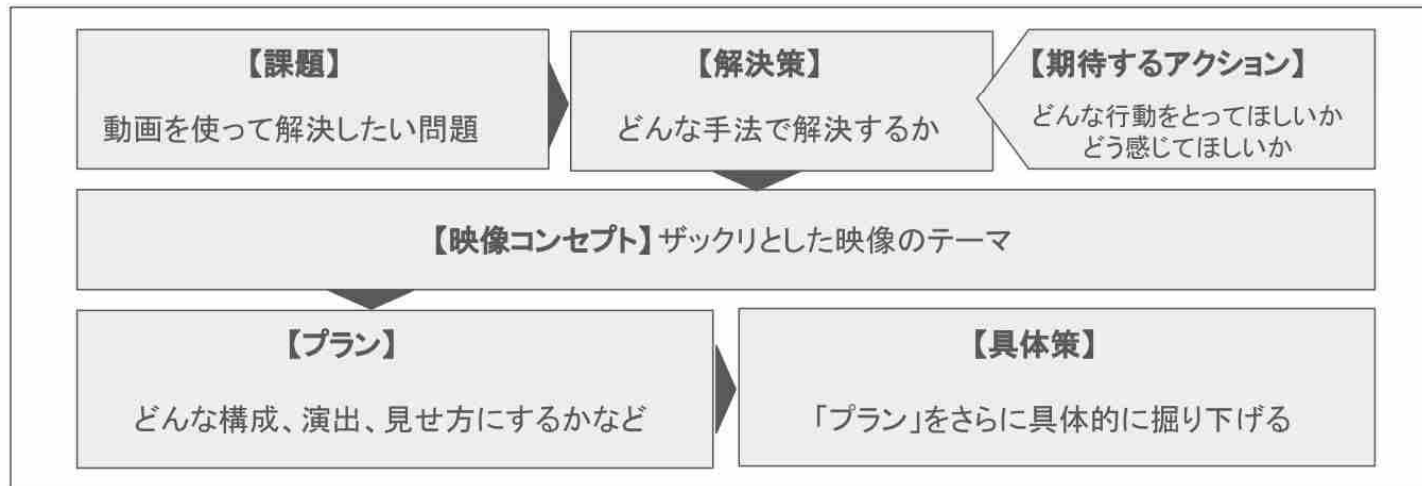 【課題】
動画を使って解決したい問題
【解決策】
どんな手法で解決するか
【期待するアクション】
どんな行動をとってほしいか
どう感じてほしいか
【映像コンセプト】ザックリとした映像のテーマ
【プラン】
どんな構成、演出、見せ方にするかなど
【具体策】
「プラン」をさらに具体的に掘り下げる